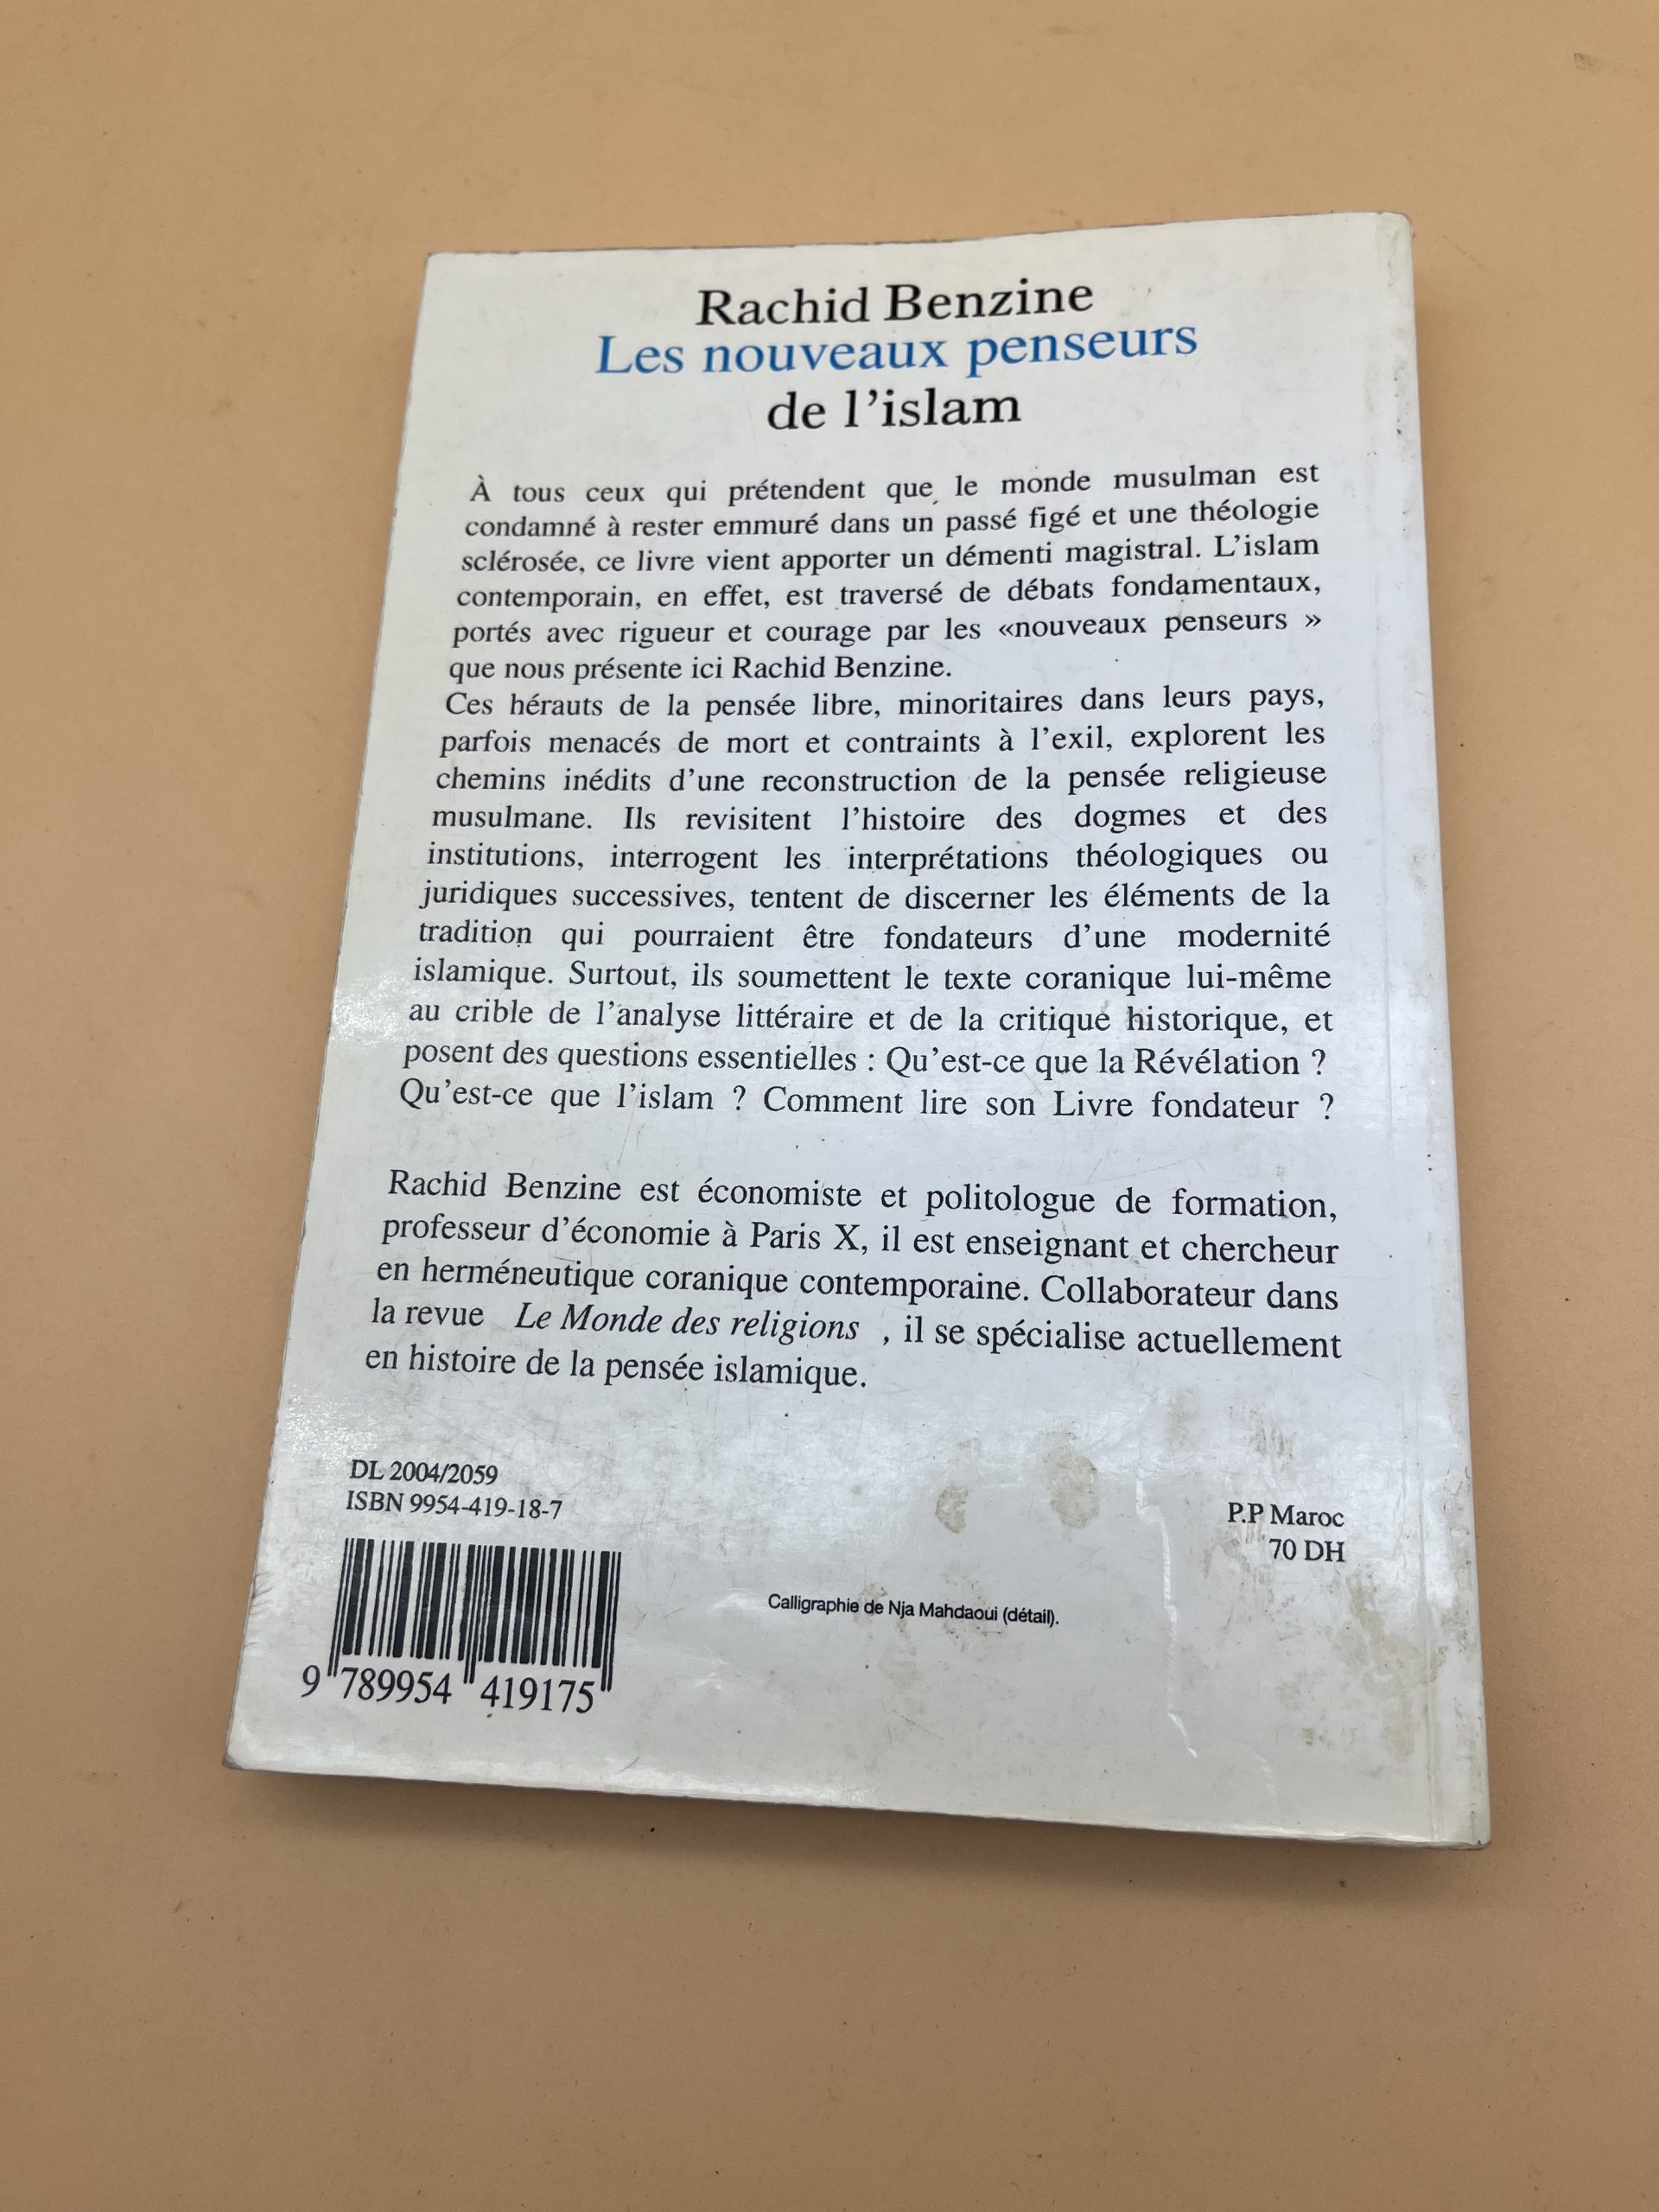 Rachid Benzine
Les nouveaux penseurs
de l'islam
À tous ceux qui prétendent que le monde musulman est
condamné à rester emmuré dans un passé figé et une théologie
sclérosée, ce livre vient apporter un démenti magistral. L'islam
contemporain, en effet, est traversé de débats fondamentaux,
portés avec rigueur et courage par les «nouveaux penseurs »
que nous présente ici Rachid Benzine.
Ces hérauts de la pensée libre, minoritaires dans leurs pays,
parfois menacés de mort et contraints à l'exil, explorent les
chemins inédits d'une reconstruction de la pensée religieuse
musulmane. Ils revisitent l'histoire des dogmes et des
institutions, interrogent les interprétations théologiques ou
juridiques successives, tentent de discerner les éléments de la
tradition qui pourraient être fondateurs d'une modernité
islamique. Surtout, ils soumettent le texte coranique lui-même
au crible de l'analyse littéraire et de la critique historique, et
posent des questions essentielles : Qu'est-ce que la Révélation ?
Qu'est-ce que l'islam ? Comment lire son Livre fondateur ?
Rachid Benzine est économiste et politologue de formation,
professeur d'économie à Paris X, il est enseignant et chercheur
en herméneutique coranique contemporaine. Collaborateur dans
la revue Le Monde des religions , il se spécialise actuellement
en histoire de la pensée islamique.
DL 2004/2059
ISBN 9954-419-18-7
P.P Maroc
70 DH
Calligraphie de Nja Mahdaoui (détail).
9 789954 419175